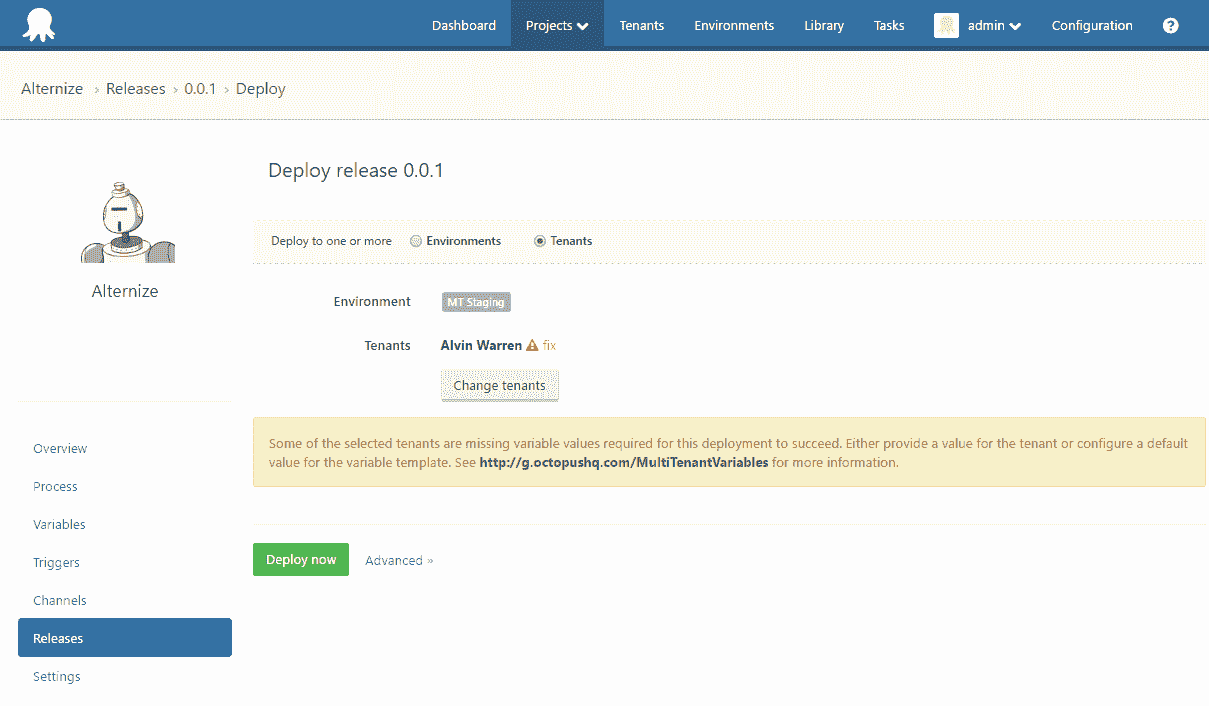 Dashboard Projects Tenants Environments Library Tasks admin Configuration ?
Alternize › Releases › 0.0.1 › Deploy
Deploy release 0.0.1
Deploy to one or more Environments Tenants
Alternize
Environment MT Staging
Tenants Alvin Warren fix
Change tenants
Some of the selected tenants are missing variable values required for this deployment to succeed. Either provide a value for the tenant or configure a default
value for the variable template. See http://g.octopushq.com/MultiTenantVariables for more information.
Deploy now Advanced »
Overview
Process
Variables
Triggers
Channels
Releases
Settings